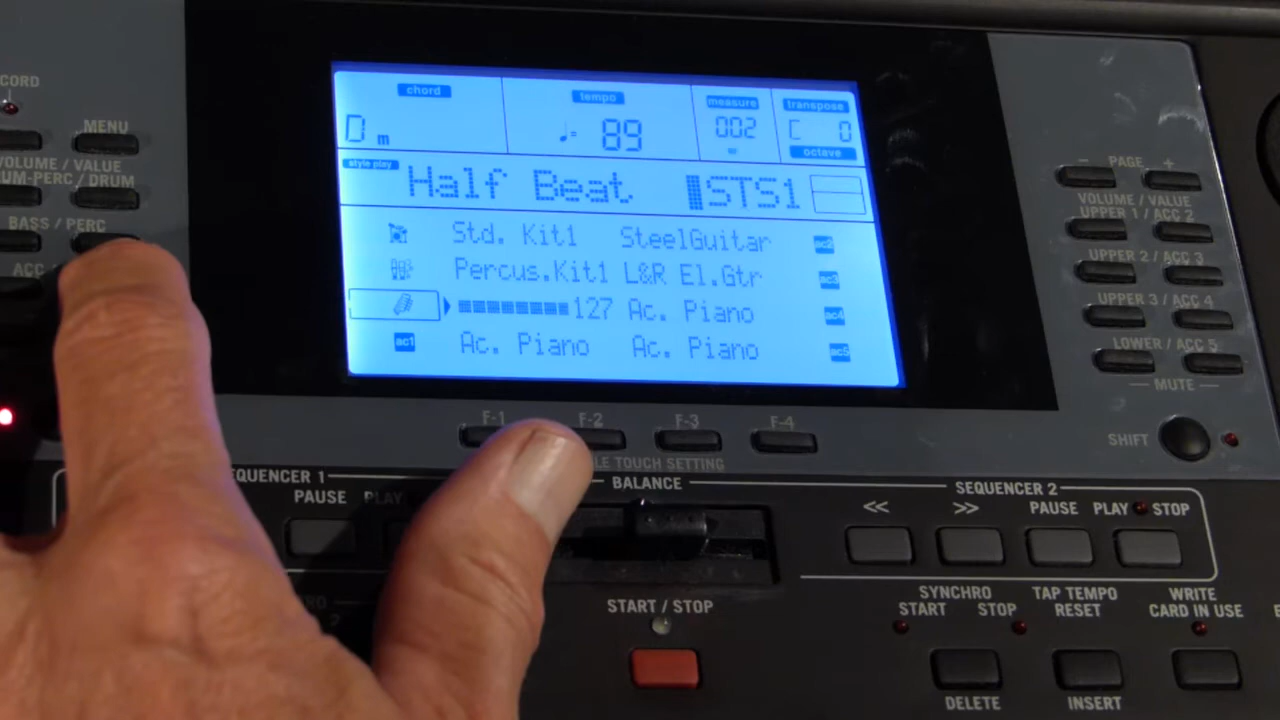 CORD
MENU
VOLUME / VALUE
UM-PERC / DRUM
BASS / PERC
ACC
chord
tempo
measure
transpose
D m
♩= 89
002
C 0
octave
style play
Half Beat
STS1
Std. Kit1 SteelGuitar ac2
Percus.Kit1 L&R El.Gtr ac3
127 Ac. Piano ac4
ac1 Ac. Piano Ac. Piano ac5
− PAGE +
VOLUME / VALUE
UPPER 1 / ACC 2
UPPER 2 / ACC 3
UPPER 3 / ACC 4
LOWER / ACC 5
MUTE
SHIFT
F-1 F-2 F-3 F-4
LE TOUCH SETTING
EQUENCER 1
PAUSE PLAY
BALANCE
SEQUENCER 2
<< >> PAUSE PLAY STOP
START / STOP
SYNCHRO
START STOP
TAP TEMPO
RESET
WRITE
CARD IN USE
DELETE
INSERT